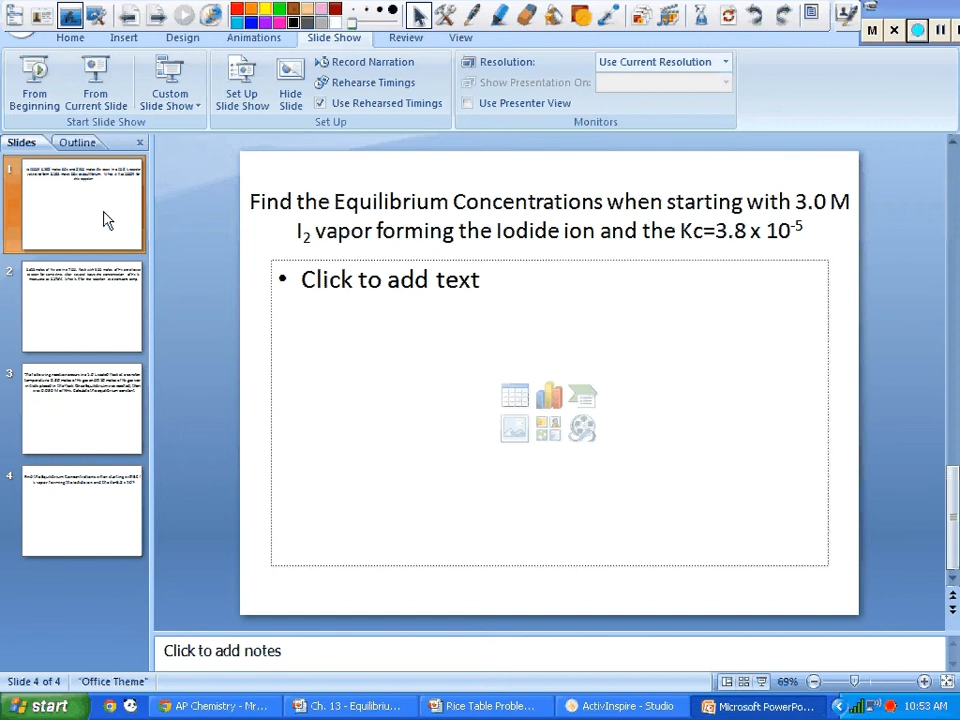 M
Home Insert Design Animations Slide Show Review View
From Beginning
From Current Slide
Custom Slide Show
Start Slide Show
Set Up Slide Show
Hide Slide
Record Narration
Rehearse Timings
Use Rehearsed Timings
Set Up
Resolution: Use Current Resolution
Show Presentation On:
Use Presenter View
Monitors
Slides Outline
1
2
3
4
Find the Equilibrium Concentrations when starting with 3.0 M
I₂ vapor forming the Iodide ion and the Kc=3.8 x 10⁻⁵
• Click to add text
Click to add notes
Slide 4 of 4 "Office Theme" 69%
start AP Chemistry - Mr... Ch. 13 - Equilibriu... Rice Table Proble... ActivInspire - Studio Microsoft PowerPo... 10:53 AM